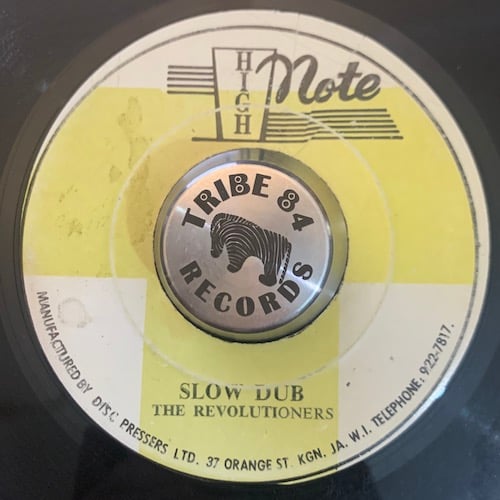 HIGH Note
TRIBE 84
RECORDS
SLOW DUB
THE REVOLUTIONERS
MANUFACTURED BY DISC PRESSERS LTD. 37 ORANGE ST. KGN. JA. W.I. TELEPHONE: 922-7817.